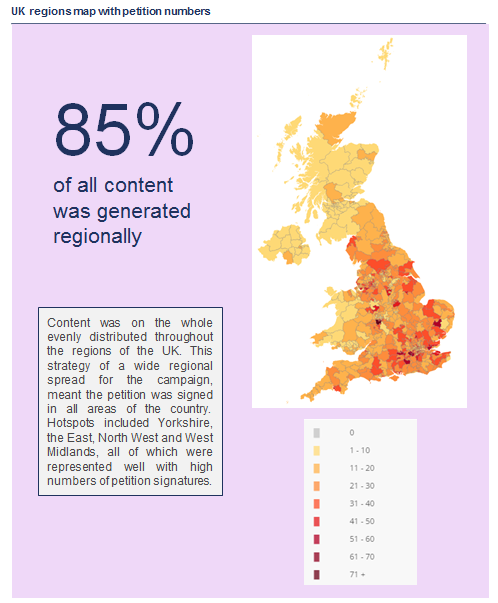 UK regions map with petition numbers
85%
of all content
was generated
regionally
Content was on the whole
evenly distributed throughout
the regions of the UK. This
strategy of a wide regional
spread for the campaign,
meant the petition was signed
in all areas of the country.
Hotspots included Yorkshire,
the East, North West and West
Midlands, all of which were
represented well with high
numbers of petition signatures.
0
1 - 10
11 - 20
21 - 30
31 - 40
41 - 50
51 - 60
61 - 70
71 +